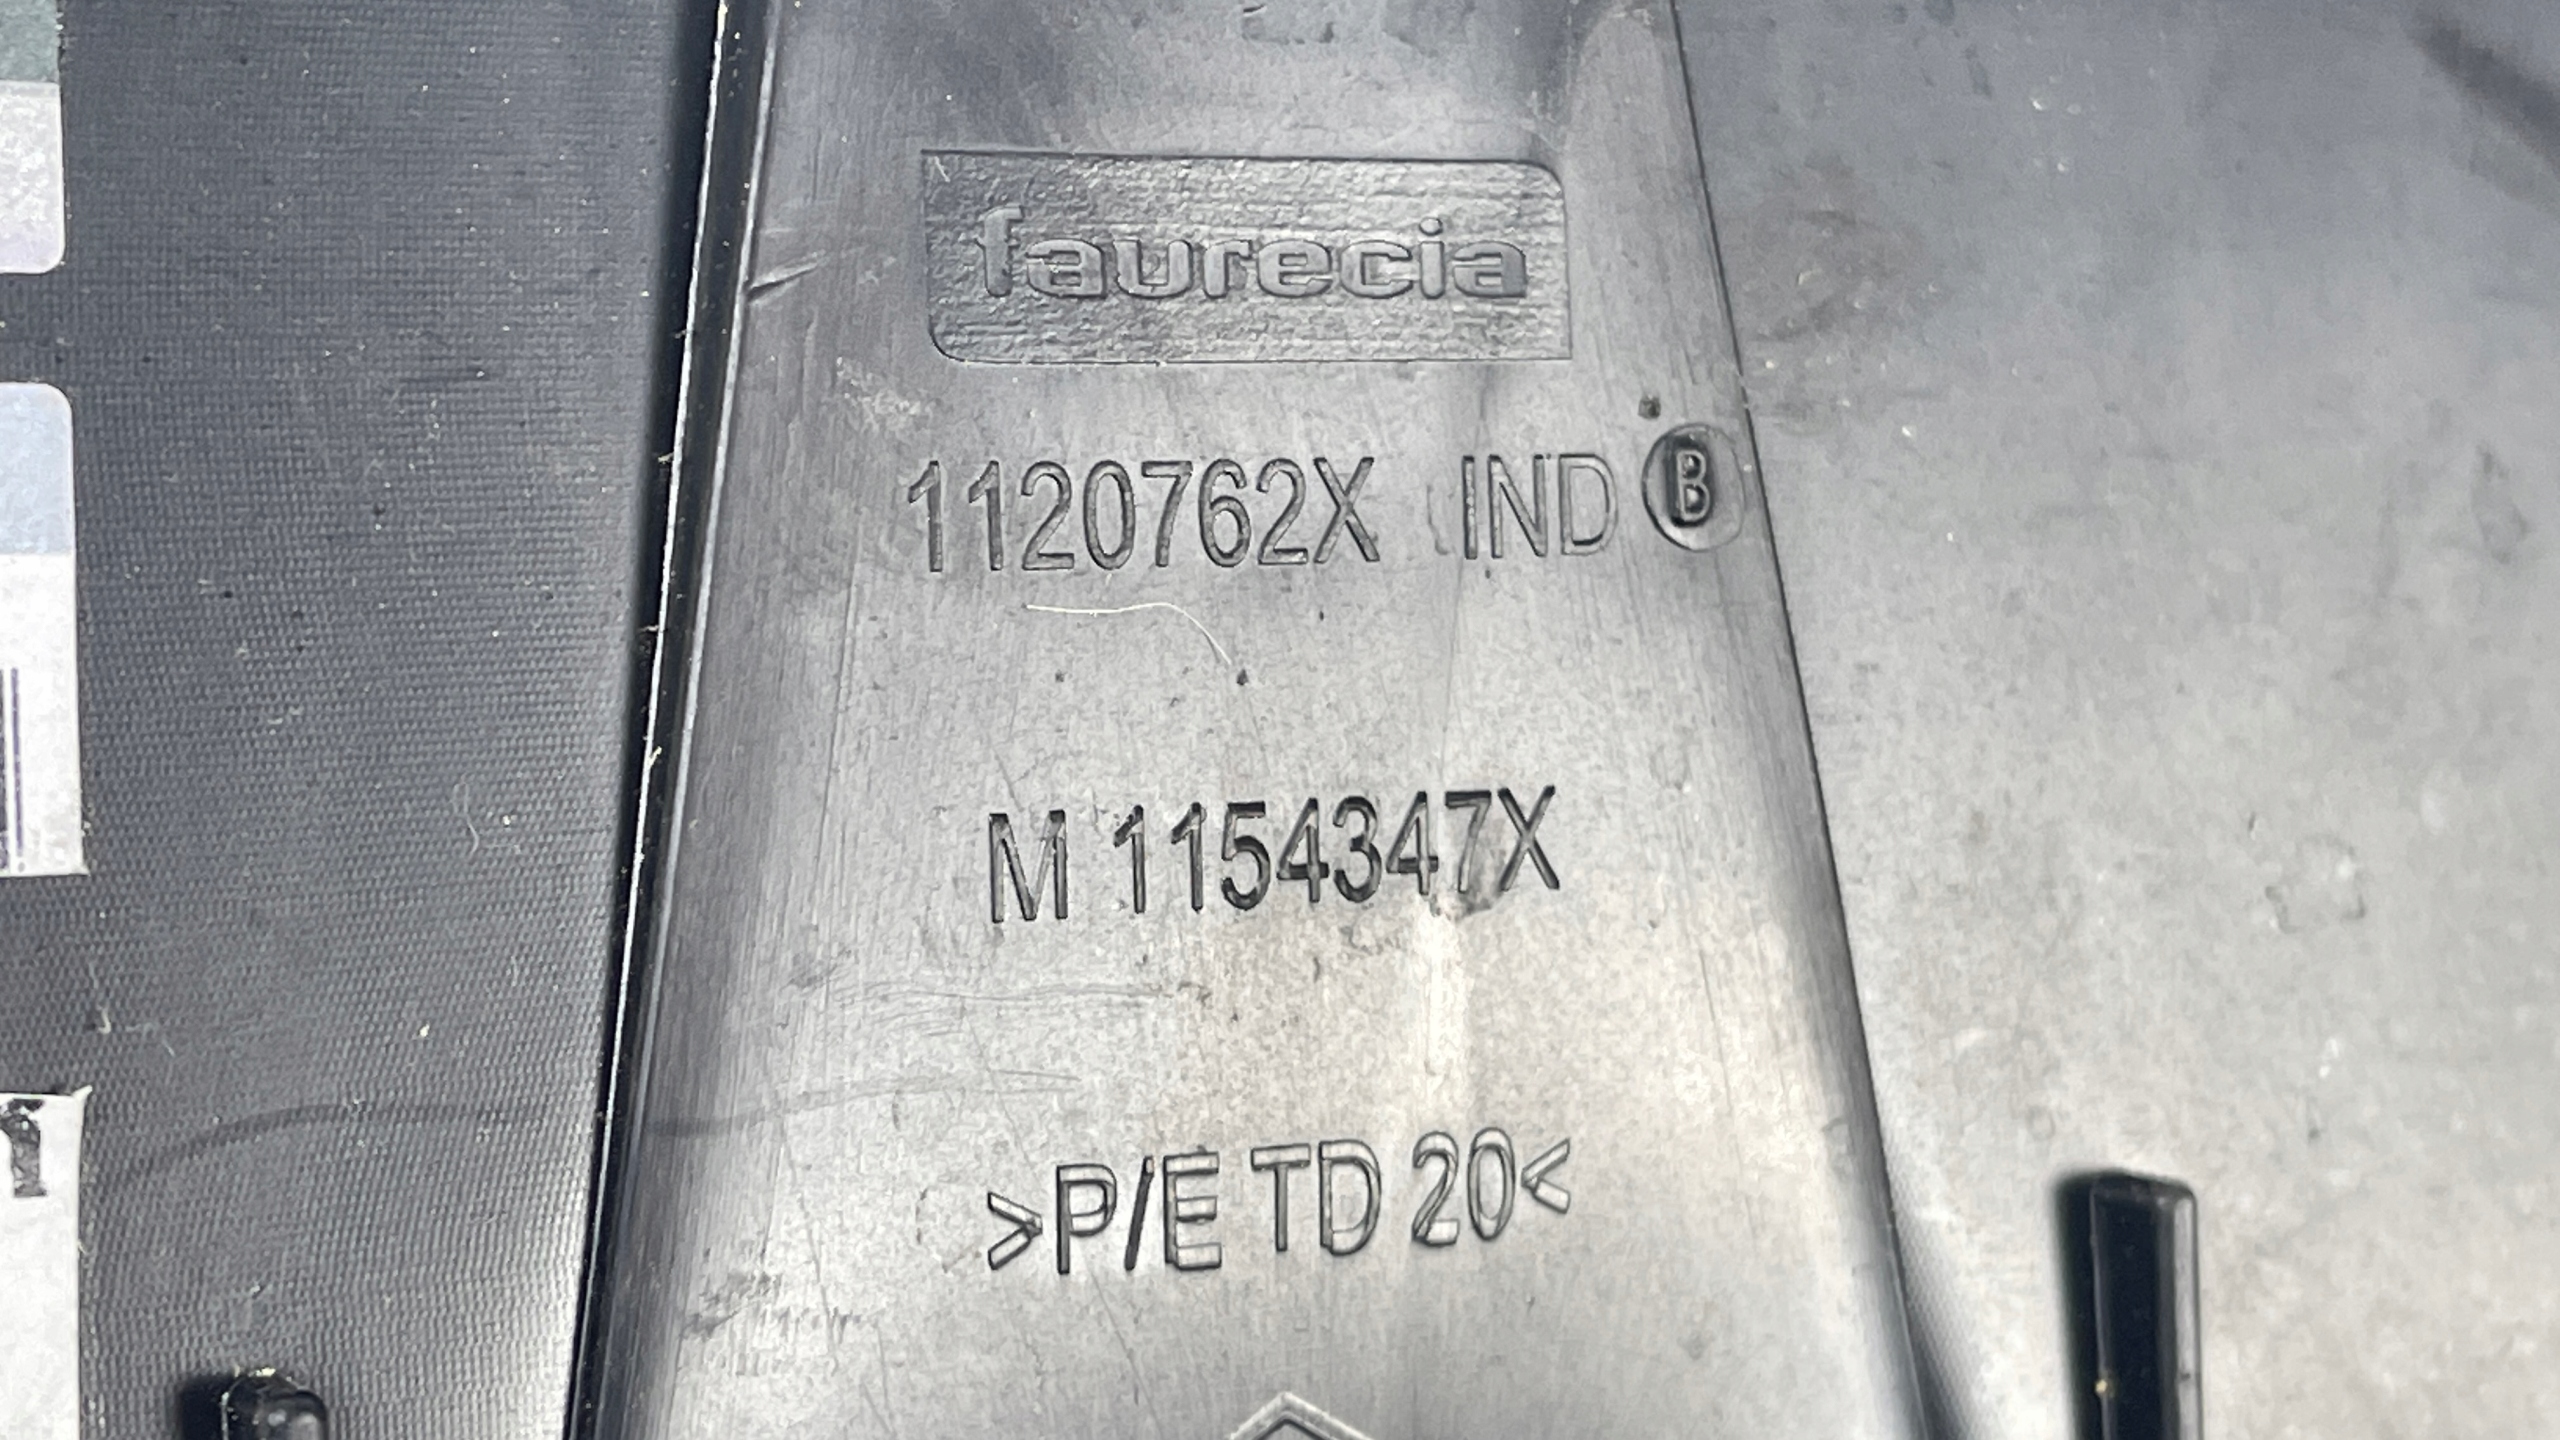 faurecia
1120762X IND B
M 1154347X
>P/E TD 20<